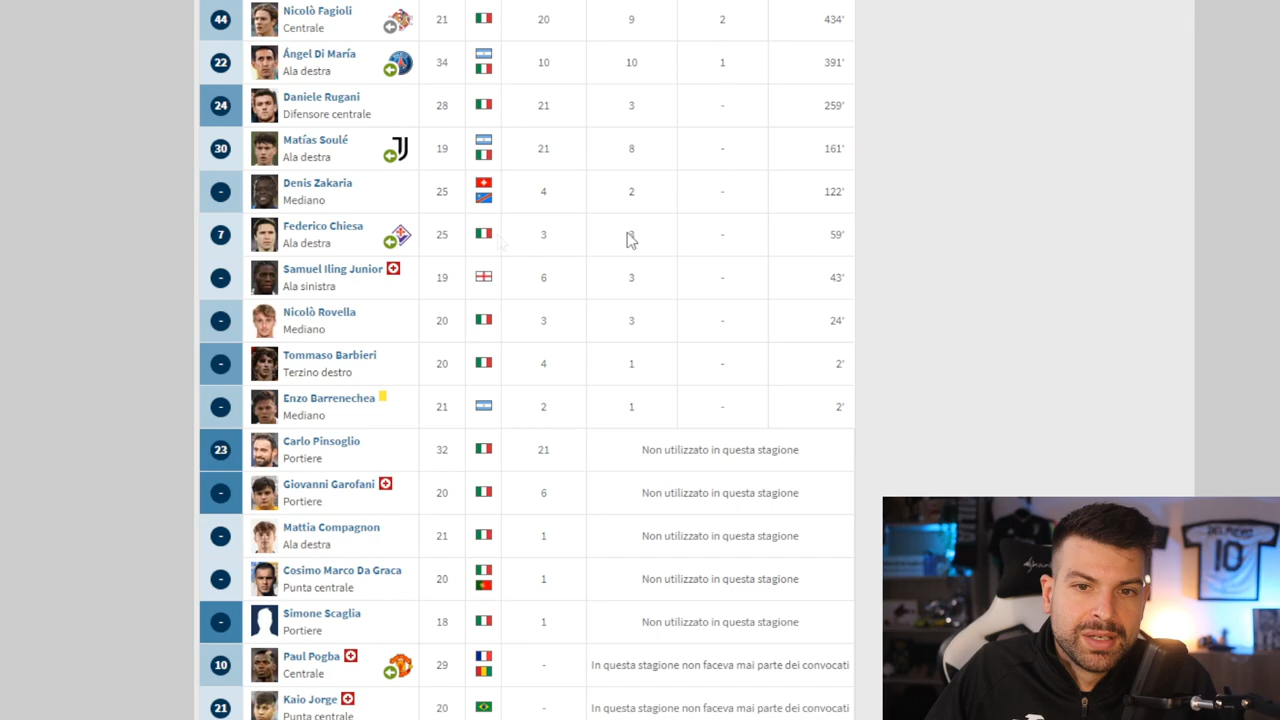 44 Nicolò Fagioli 21 20 9 2 434'
Centrale
22 Ángel Di María 34 10 10 1 391'
Ala destra
24 Daniele Rugani 28 21 3 - 259'
Difensore centrale
30 Matías Soulé 19 21 8 - 161'
Ala destra
- Denis Zakaria 25 4 2 - 122'
Mediano
7 Federico Chiesa 25 3 - 59'
Ala destra
- Samuel Iling Junior 19 6 3 - 43'
Ala sinistra
- Nicolò Rovella 20 3 3 - 24'
Mediano
- Tommaso Barbieri 20 4 1 - 2'
Terzino destro
- Enzo Barrenechea 21 2 1 - 2'
Mediano
23 Carlo Pinsoglio 32 21 Non utilizzato in questa stagione
Portiere
- Giovanni Garofani 20 6 Non utilizzato in questa stagione
Portiere
- Mattia Compagnon 21 1 Non utilizzato in questa stagione
Ala destra
- Cosimo Marco Da Graca 20 1 Non utilizzato in questa stagione
Punta centrale
- Simone Scaglia 18 1 Non utilizzato in questa stagione
Portiere
10 Paul Pogba 29 - In questa stagione non faceva mai parte dei convocati
Centrale
21 Kaio Jorge 20 - In questa stagione non faceva mai parte dei convocati
Punta centrale
DEL PIERO
10